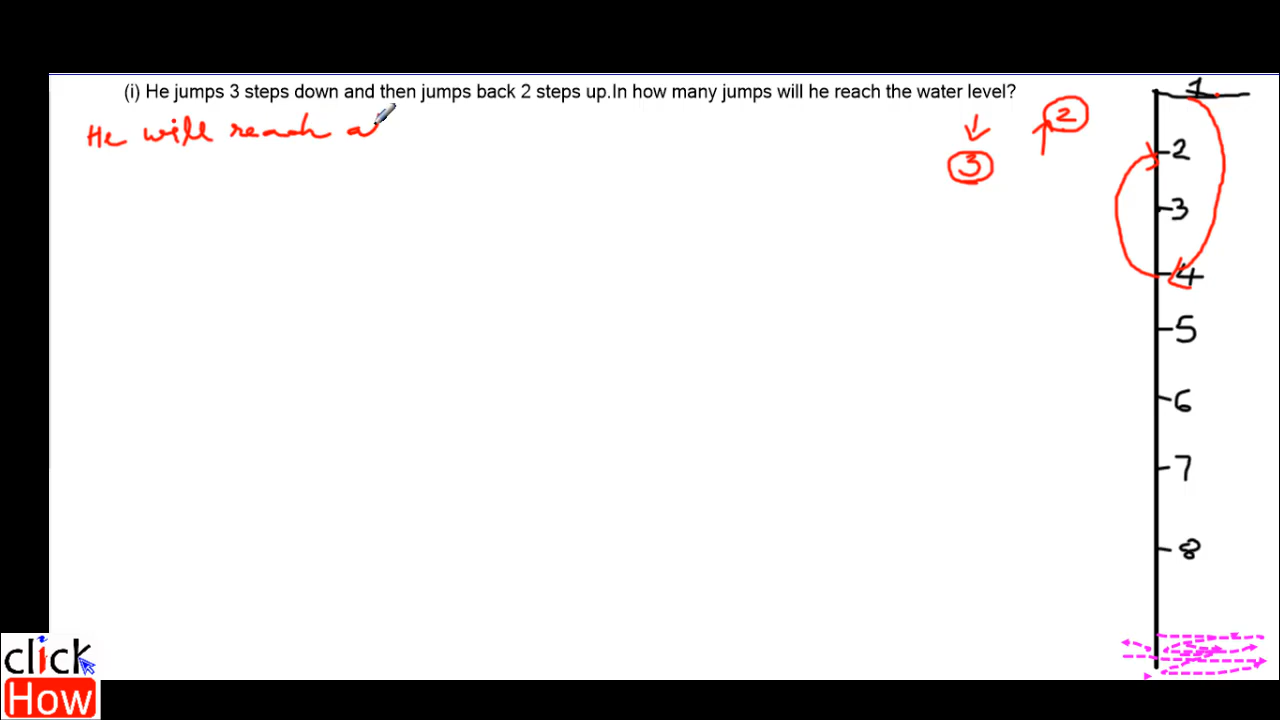 (i) He jumps 3 steps down and then jumps back 2 steps up.In how many jumps will he reach the water level?
He will reach a
3
2
1
2
3
4
5
6
7
8
click
How